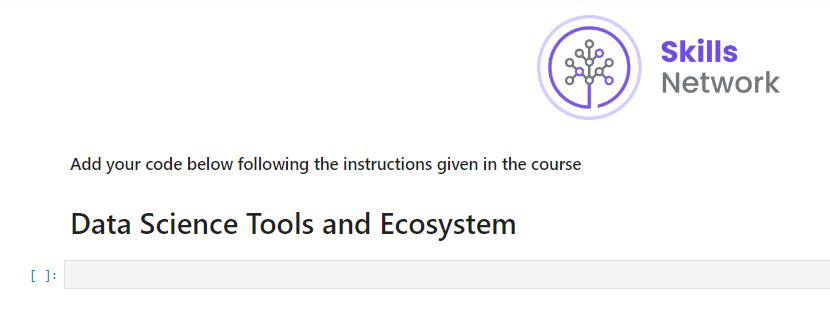 Skills
Network
Add your code below following the instructions given in the course
Data Science Tools and Ecosystem
[ ]: